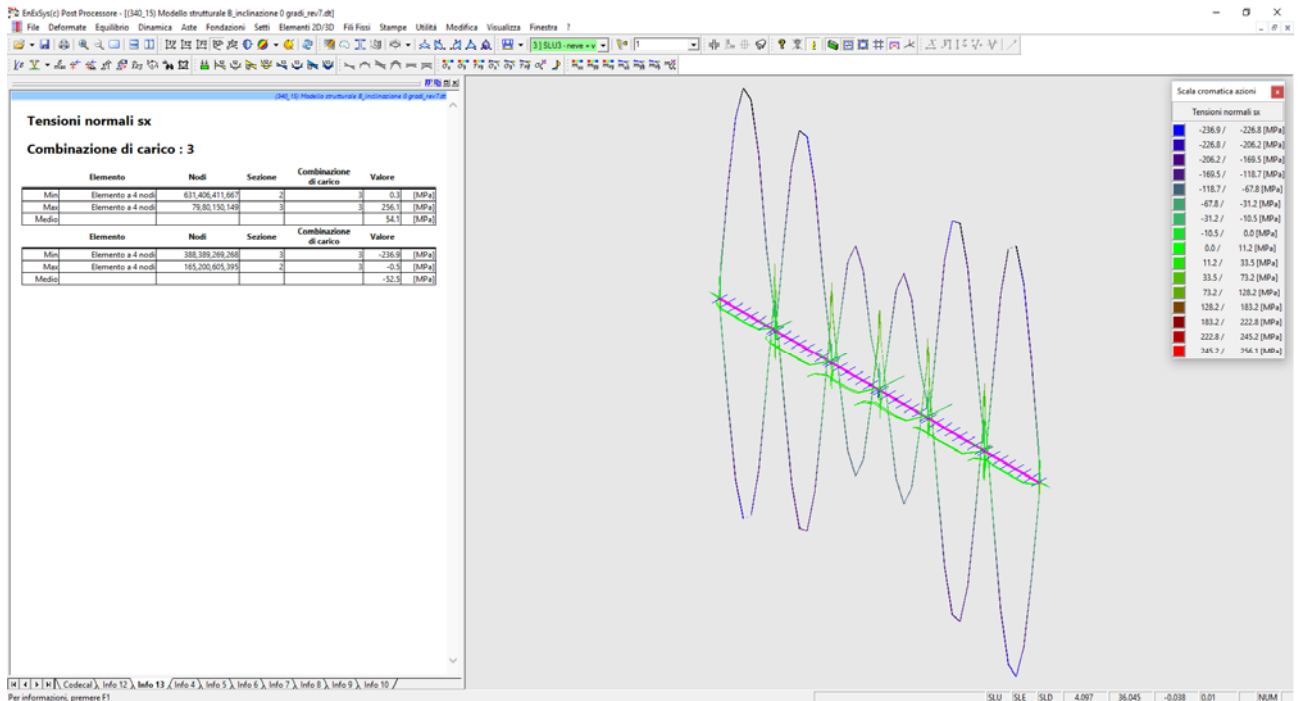 EnExSys(c) Post Processore - [(340_15) Modello strutturale B_inclinazione 0 gradi_rev7.dt]
File Deformate Equilibrio Dinamica Aste Fondazioni Setti Elementi 2D/3D Fili Fissi Stampe Utilità Modifica Visualizza Finestra ?
3] SLU3 - neve + v 1
(340_15) Modello strutturale B_inclinazione 0 gradi_rev7.dt
Tensioni normali sx
Combinazione di carico : 3
Elemento Nodi Sezione Combinazione di carico Valore
Min Elemento a 4 nodi 631,406,411,667 2 3 0.3 [MPa]
Max Elemento a 4 nodi 79,80,150,149 3 3 256.1 [MPa]
Medio 54.1 [MPa]
Elemento Nodi Sezione Combinazione di carico Valore
Min Elemento a 4 nodi 388,389,269,268 3 3 -236.9 [MPa]
Max Elemento a 4 nodi 165,200,605,395 2 3 -0.5 [MPa]
Medio -52.5 [MPa]
Scala cromatica azioni
Tensioni normali sx
-236.9 / -226.8 [MPa]
-226.8 / -206.2 [MPa]
-206.2 / -169.5 [MPa]
-169.5 / -118.7 [MPa]
-118.7 / -67.8 [MPa]
-67.8 / -31.2 [MPa]
-31.2 / -10.5 [MPa]
-10.5 / 0.0 [MPa]
0.0 / 11.2 [MPa]
11.2 / 33.5 [MPa]
33.5 / 73.2 [MPa]
73.2 / 128.2 [MPa]
128.2 / 183.2 [MPa]
183.2 / 222.8 [MPa]
222.8 / 245.2 [MPa]
245.2 / 256.1 [MPa]
Codecal Info 12 Info 13 Info 4 Info 5 Info 6 Info 7 Info 8 Info 9 Info 10
Per informazioni, premere F1
SLU SLE SLD 4.097 36.045 -0.038 0.01 NUM